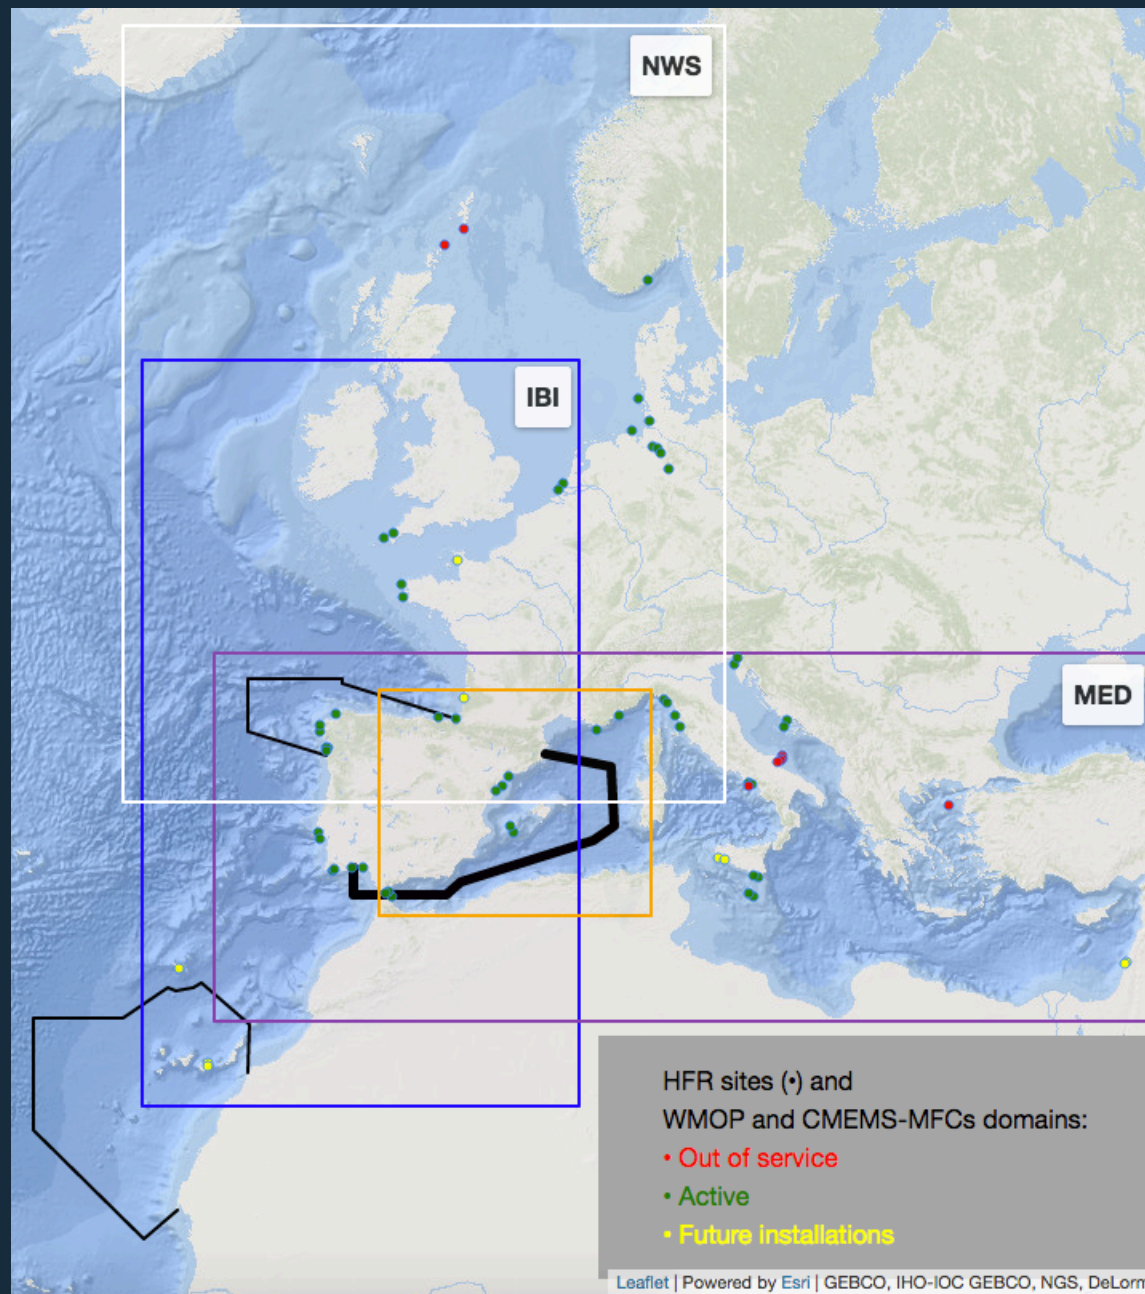 NWS
IBI
MED
HFR sites (•) and
WMOP and CMEMS-MFCs domains:
• Out of service
• Active
• Future installations
Leaflet | Powered by Esri | GEBCO, IHO-IOC GEBCO, NGS, DeLorm